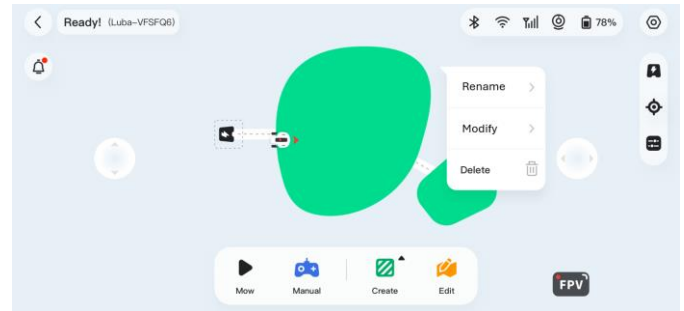 Ready! (Luba-VFSFQ6)
78%
Rename
Modify
Delete
Mow
Manual
Create
Edit
FPV